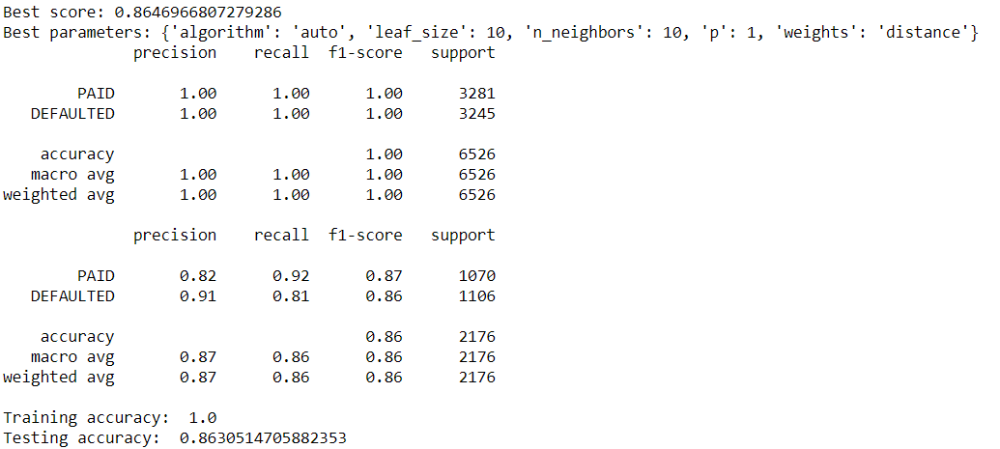 Best score: 0.8646966807279286
Best parameters: {'algorithm': 'auto', 'leaf_size': 10, 'n_neighbors': 10, 'p': 1, 'weights': 'distance'}
precision recall f1-score support
PAID 1.00 1.00 1.00 3281
DEFAULTED 1.00 1.00 1.00 3245
accuracy 1.00 6526
macro avg 1.00 1.00 1.00 6526
weighted avg 1.00 1.00 1.00 6526
precision recall f1-score support
PAID 0.82 0.92 0.87 1070
DEFAULTED 0.91 0.81 0.86 1106
accuracy 0.86 2176
macro avg 0.87 0.86 0.86 2176
weighted avg 0.87 0.86 0.86 2176
Training accuracy: 1.0
Testing accuracy: 0.8630514705882353